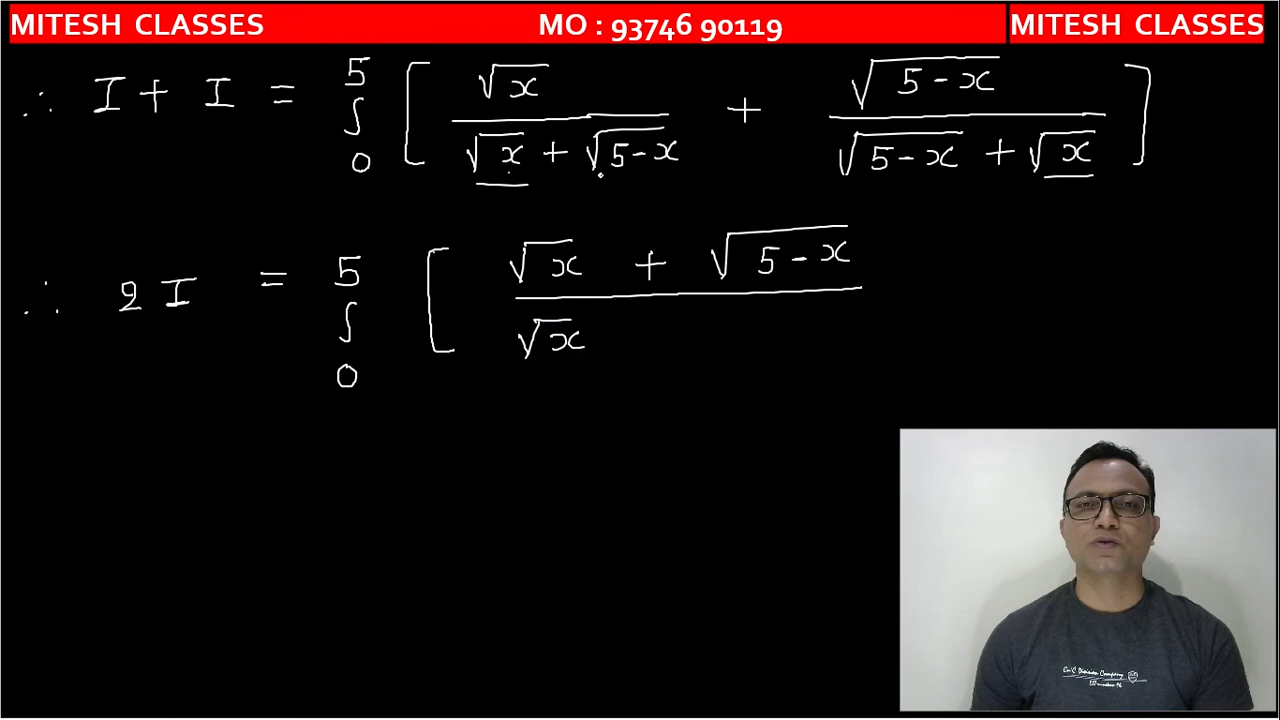 MITESH CLASSES MO : 93746 90119 MITESH CLASSES
∴ I + I = ∫₀⁵ [ √x / (√x + √(5-x)) + √(5-x) / (√(5-x) + √x) ]
∴ 2I = ∫₀⁵ [ (√x + √(5-x)) / √x